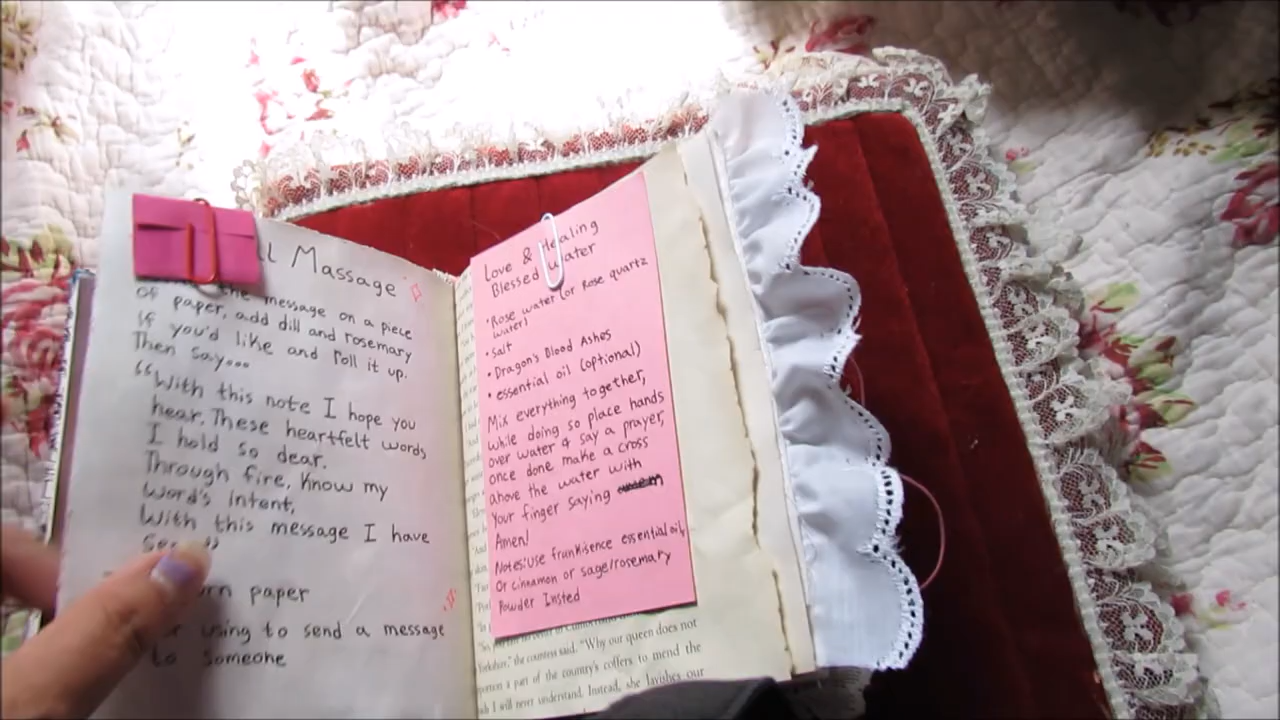 l Massage
the message on a piece
of paper, add dill and rosemary
if you'd like and roll it up.
Then say...
"With this note I hope you
hear. These heartfelt words
I hold so dear.
Through fire, Know my
word's intent,
With this message I have
paper
using to send a message
to someone
Love & Healing
Blessed water
• Rose water (or Rose quartz
water)
• Salt
• Dragon's Blood Ashes
• essential oil (optional)
Mix everything together,
while doing so place hands
over water & say a prayer,
once done make a cross
above the water with
your finger saying
Amen!
Notes: Use frunkisence essential oil,
Or cinnamon or sage/rosemary
Powder Insted
Yorkshire," the countess said. "Why our queen does not
a part of the country's coffers to mend the
I will never understand. Instead, she lavishes our